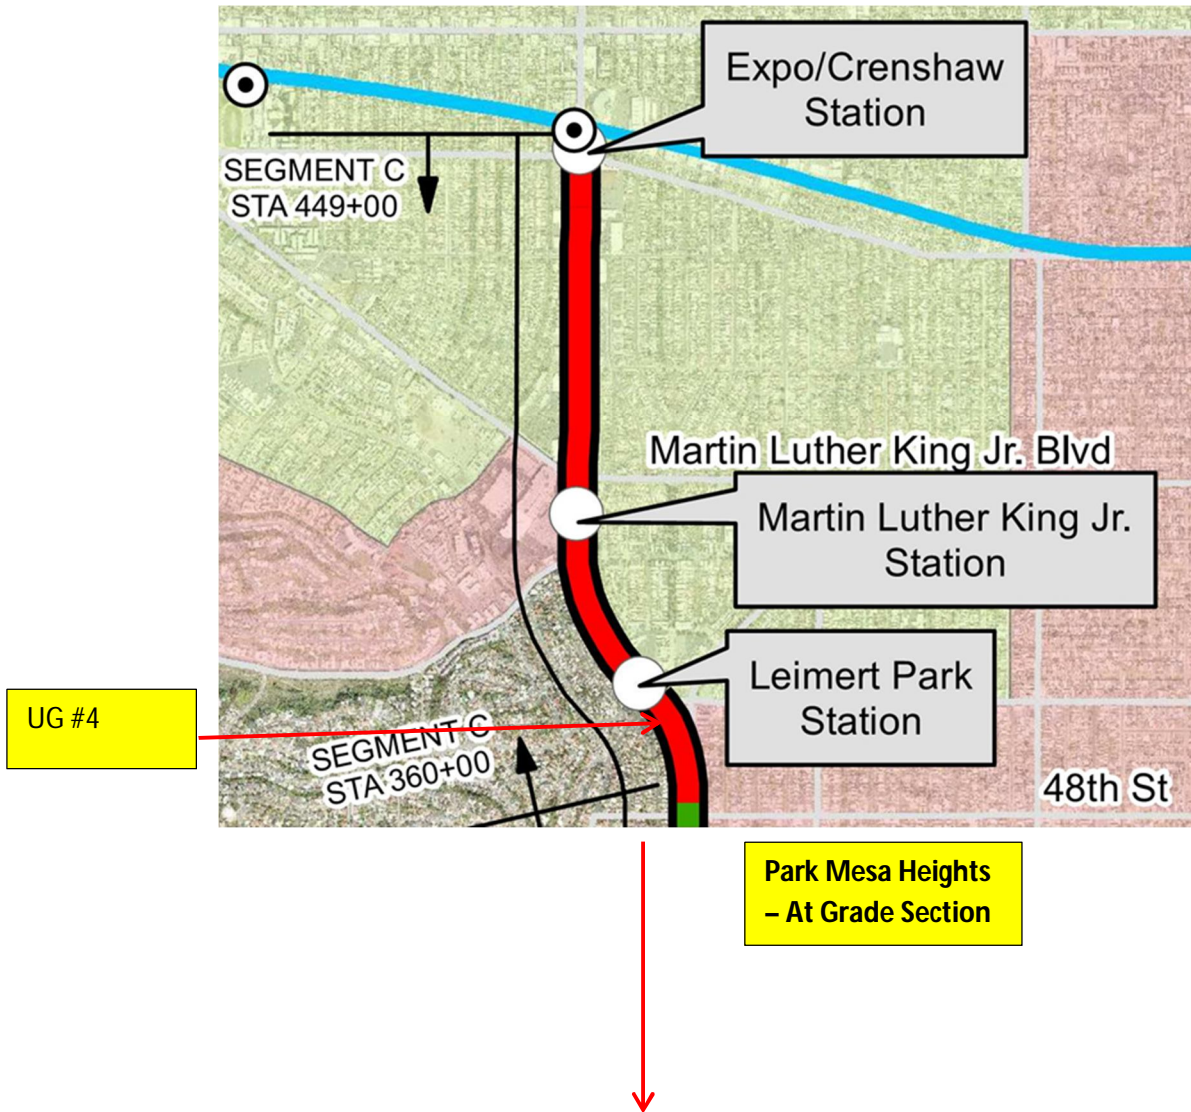 Expo/Crenshaw
Station
SEGMENT C
STA 449+00
Martin Luther King Jr. Blvd
Martin Luther King Jr.
Station
Leimert Park
Station
UG #4
SEGMENT C
STA 360+00
48th St
Park Mesa Heights
– At Grade Section